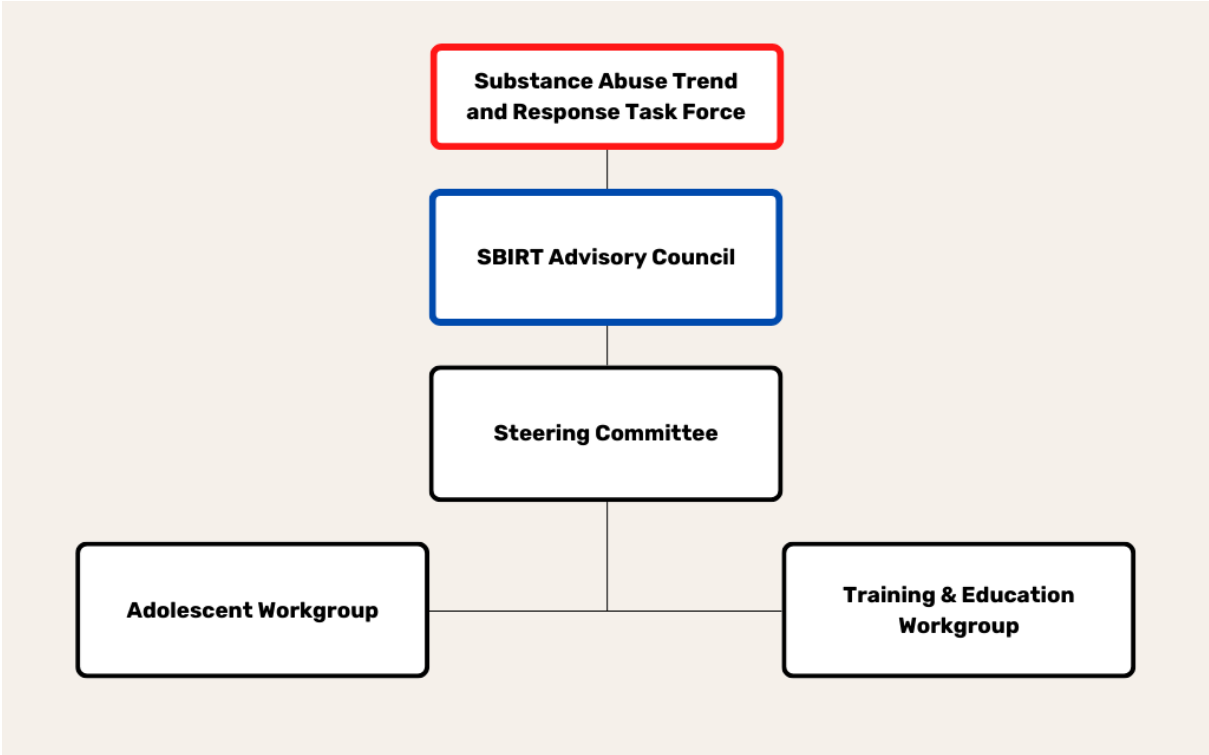 Substance Abuse Trend
and Response Task Force
SBIRT Advisory Council
Steering Committee
Adolescent Workgroup
Training & Education
Workgroup